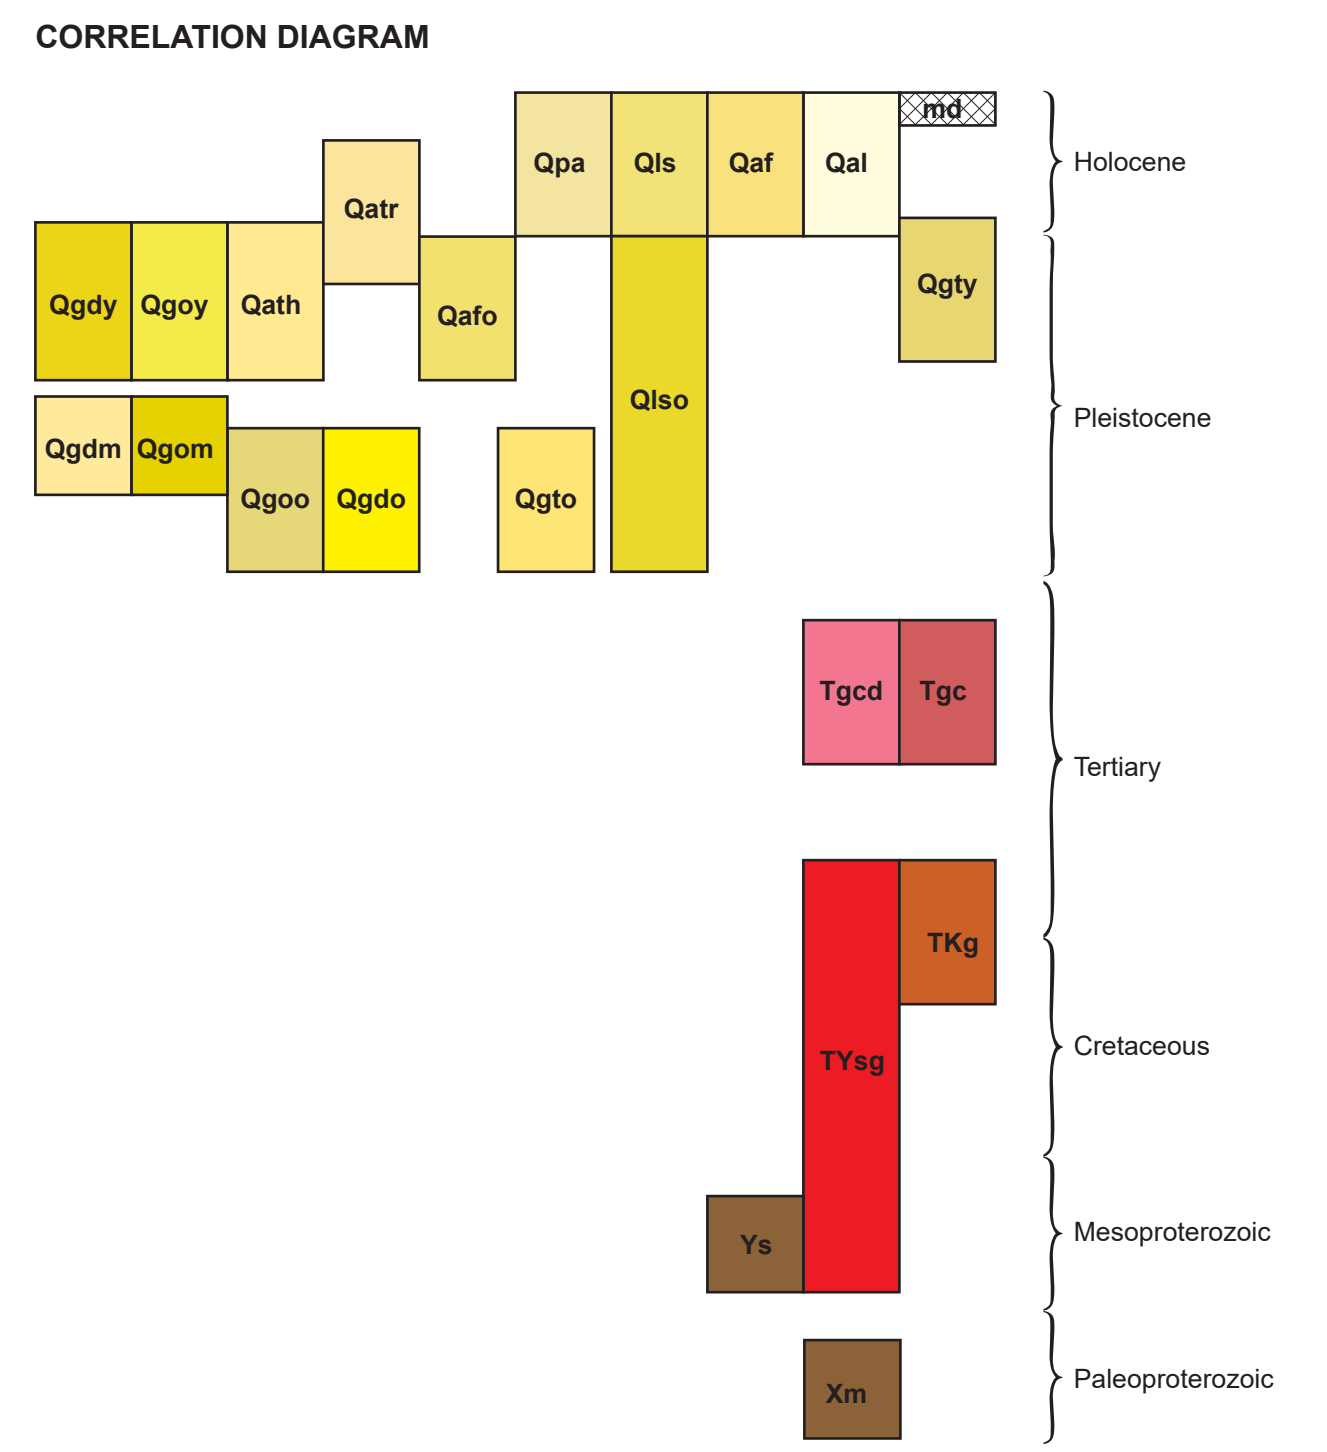 CORRELATION DIAGRAM
md
Qpa
Qls
Qaf
Qal
Holocene
Qatr
Qgdy
Qgoy
Qath
Qafo
Qgty
Qlso
Pleistocene
Qgdm
Qgom
Qgoo
Qgdo
Qgto
Tgcd
Tgc
Tertiary
TKg
TYsg
Cretaceous
Ys
Mesoproterozoic
Xm
Paleoproterozoic